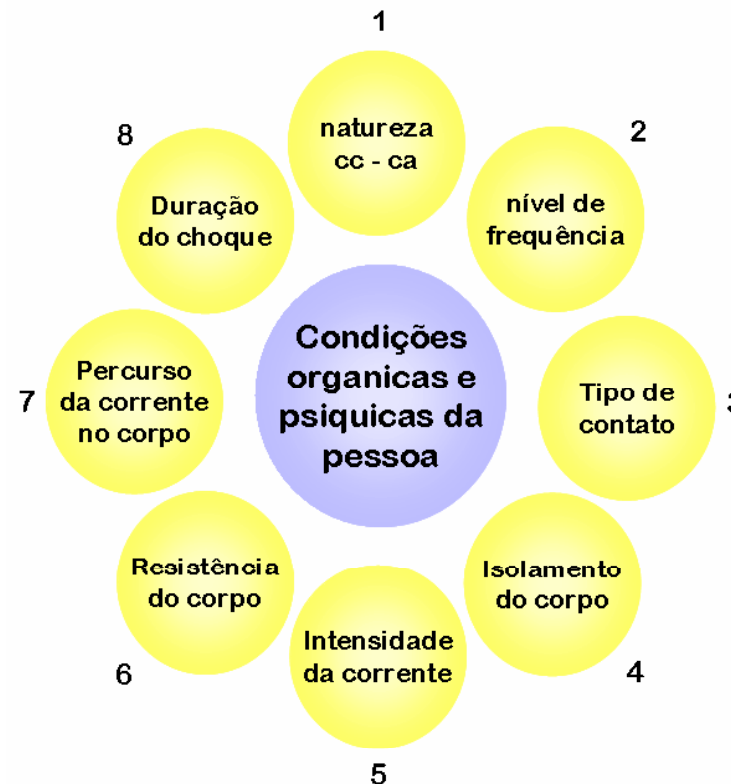 1
natureza
cc - ca
2
nível de
frequência
3
Tipo de
contato
4
Isolamento
do corpo
5
Intensidade
da corrente
6
Resistência
do corpo
7
Percurso
da corrente
no corpo
8
Duração
do choque
Condições
organicas e
psiquicas da
pessoa